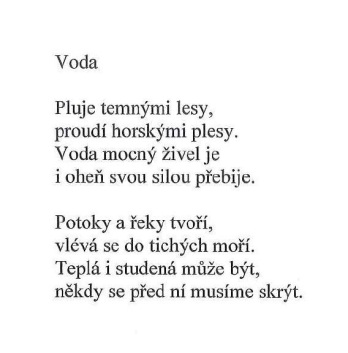 Voda
Pluje temnými lesy,
proudí horskými plesy.
Voda mocný živel je
i oheň svou silou přebije.
Potoky a řeky tvoří,
vlévá se do tichých moří.
Teplá i studená může být,
někdy se před ní musíme skrýt.